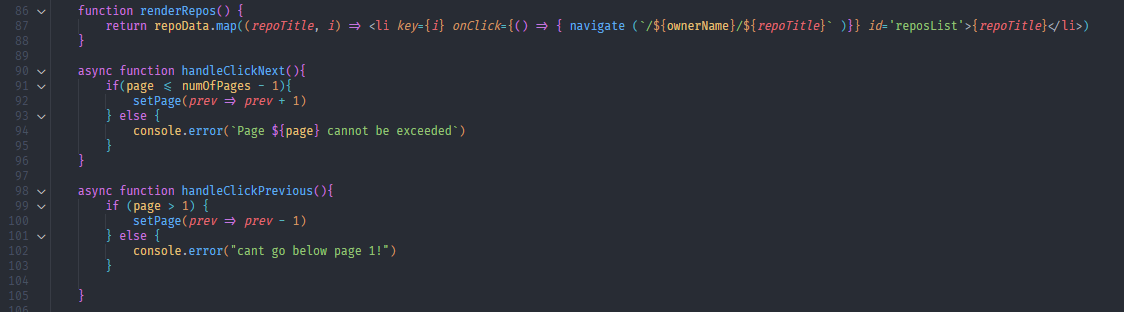 86 function renderRepos() {
87 return repoData.map((repoTitle, i) => <li key={i} onClick={() => { navigate (`/${ownerName}/${repoTitle}` )}} id='reposList'>{repoTitle}</li>)
88 }
89
90 async function handleClickNext(){
91 if(page <= numOfPages - 1){
92 setPage(prev => prev + 1)
93 } else {
94 console.error(`Page ${page} cannot be exceeded`)
95 }
96 }
97
98 async function handleClickPrevious(){
99 if (page > 1) {
100 setPage(prev => prev - 1)
101 } else {
102 console.error("cant go below page 1!")
103 }
104
105 }
106